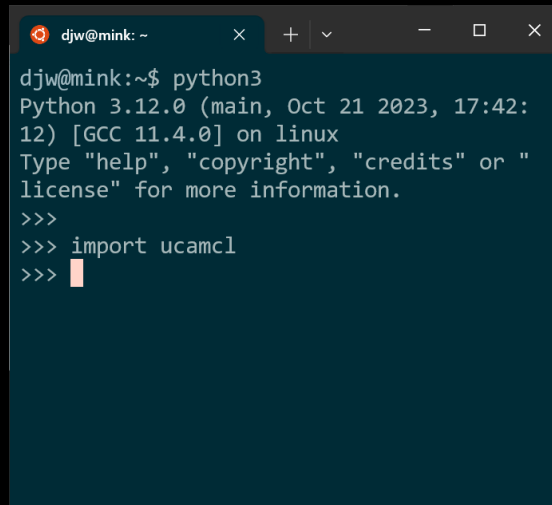 djw@mink: ~
djw@mink:~$ python3
Python 3.12.0 (main, Oct 21 2023, 17:42:
12) [GCC 11.4.0] on linux
Type "help", "copyright", "credits" or "
license" for more information.
>>>
>>> import ucamcl
>>>